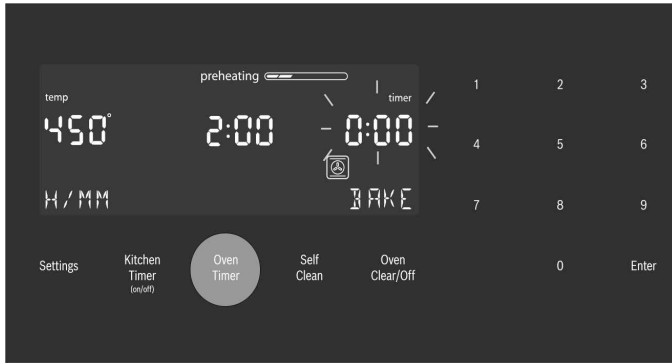 preheating
temp
timer
450°
2:00
0:00
H/MM
BAKE
1 2 3
4 5 6
7 8 9
0 Enter
Settings
Kitchen
Timer
(on/off)
Oven
Timer
Self
Clean
Oven
Clear/Off